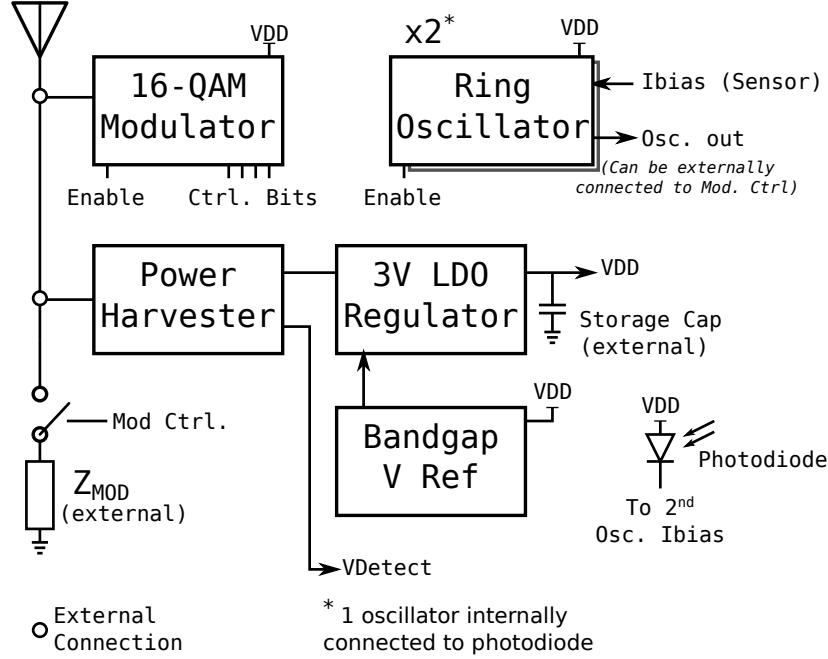 VDD
16-QAM
Modulator
Enable
Ctrl. Bits
x2*
VDD
Ring
Oscillator
Ibias (Sensor)
Osc. out
(Can be externally
connected to Mod. Ctrl)
Enable
Power
Harvester
3V LDO
Regulator
VDD
Storage Cap
(external)
Mod Ctrl.
ZMOD
(external)
Bandgap
V Ref
VDD
VDD
Photodiode
To 2nd
Osc. Ibias
VDetect
External
Connection
* 1 oscillator internally
connected to photodiode